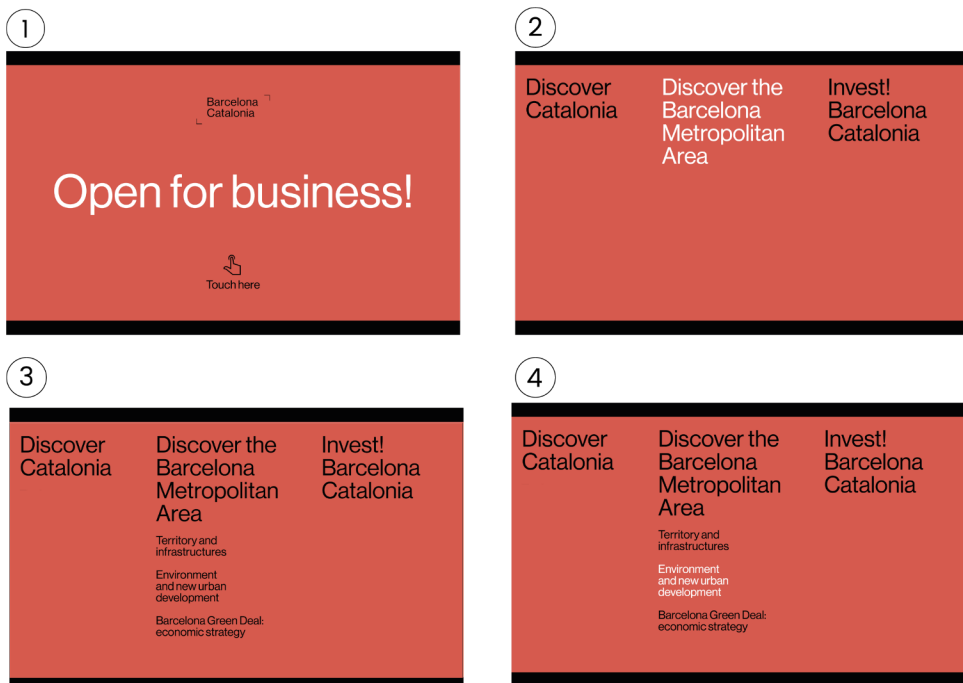 1
Barcelona
Catalonia
Open for business!
Touch here
2
Discover
Catalonia
Discover the
Barcelona
Metropolitan
Area
Invest!
Barcelona
Catalonia
3
Discover
Catalonia
Discover the
Barcelona
Metropolitan
Area
Territory and
infrastructures
Environment
and new urban
development
Barcelona Green Deal:
economic strategy
Invest!
Barcelona
Catalonia
4
Discover
Catalonia
Discover the
Barcelona
Metropolitan
Area
Territory and
infrastructures
Environment
and new urban
development
Barcelona Green Deal:
economic strategy
Invest!
Barcelona
Catalonia